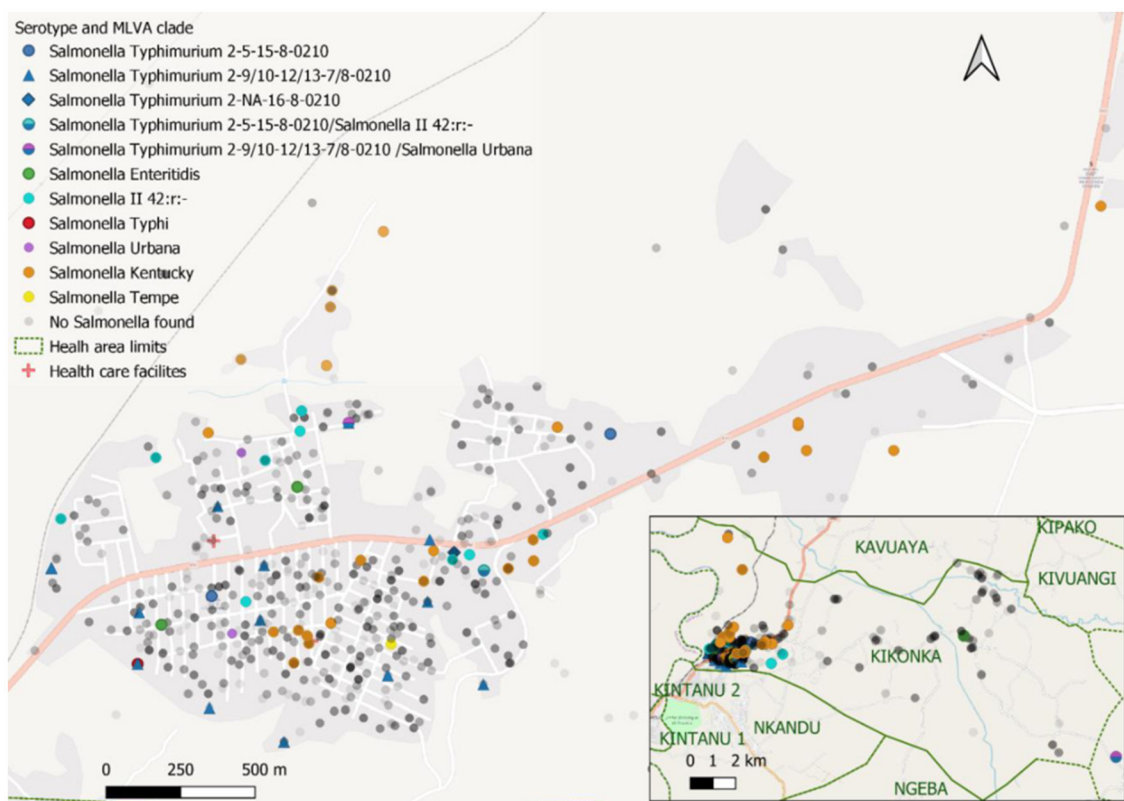 Serotype and MLVA clade
Salmonella Typhimurium 2-5-15-8-0210
Salmonella Typhimurium 2-9/10-12/13-7/8-0210
Salmonella Typhimurium 2-NA-16-8-0210
Salmonella Typhimurium 2-5-15-8-0210/Salmonella II 42:r:-
Salmonella Typhimurium 2-9/10-12/13-7/8-0210 /Salmonella Urbana
Salmonella Enteritidis
Salmonella II 42:r:-
Salmonella Typhi
Salmonella Urbana
Salmonella Kentucky
Salmonella Tempe
No Salmonella found
Healh area limits
Health care facilites
0 250 500 m
KIPAKO
KAVUAYA
KIVUANGI
KIKONKA
KINTANU 2
NKANDU
KINTANU 1
NGEBA
0 1 2 km